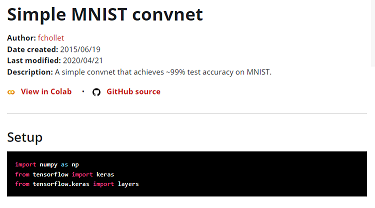 Simple MNIST convnet
Author: fchollet
Date created: 2015/06/19
Last modified: 2020/04/21
Description: A simple convnet that achieves ~99% test accuracy on MNIST.
View in Colab • GitHub source
Setup
import numpy as np
from tensorflow import keras
from tensorflow.keras import layers